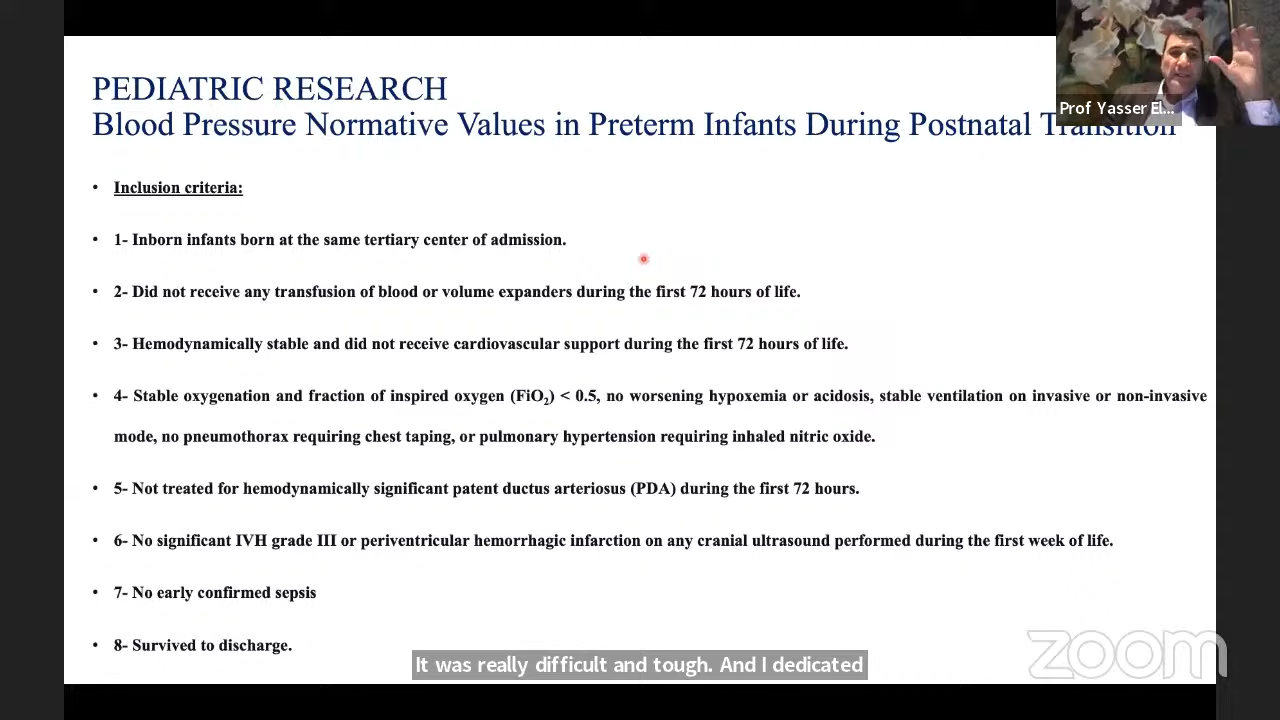 PEDIATRIC RESEARCH
Blood Pressure Normative Values in Preterm Infants During Postnatal Transition
Prof Yasser El...
• Inclusion criteria:
• 1- Inborn infants born at the same tertiary center of admission.
• 2- Did not receive any transfusion of blood or volume expanders during the first 72 hours of life.
• 3- Hemodynamically stable and did not receive cardiovascular support during the first 72 hours of life.
• 4- Stable oxygenation and fraction of inspired oxygen (FiO₂) < 0.5, no worsening hypoxemia or acidosis, stable ventilation on invasive or non-invasive
mode, no pneumothorax requiring chest taping, or pulmonary hypertension requiring inhaled nitric oxide.
• 5- Not treated for hemodynamically significant patent ductus arteriosus (PDA) during the first 72 hours.
• 6- No significant IVH grade III or periventricular hemorrhagic infarction on any cranial ultrasound performed during the first week of life.
• 7- No early confirmed sepsis
• 8- Survived to discharge.
It was really difficult and tough. And I dedicated
zoom